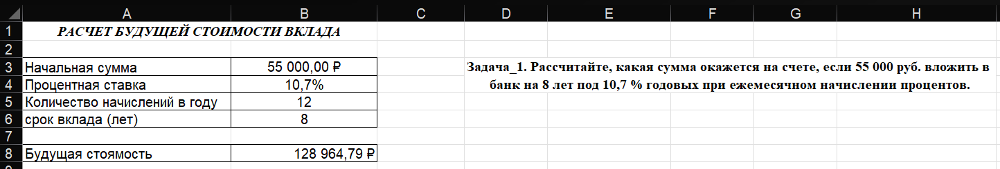 A B C D E F G H
1 РАСЧЕТ БУДУЩЕЙ СТОИМОСТИ ВКЛАДА
2
3 Начальная сумма 55 000,00 ₽ Задача_1. Рассчитайте, какая сумма окажется на счете, если 55 000 руб. вложить в
4 Процентная ставка 10,7% банк на 8 лет под 10,7 % годовых при ежемесячном начислении процентов.
5 Количество начислений в году 12
6 срок вклада (лет) 8
7
8 Будущая стоямость 128 964,79 ₽